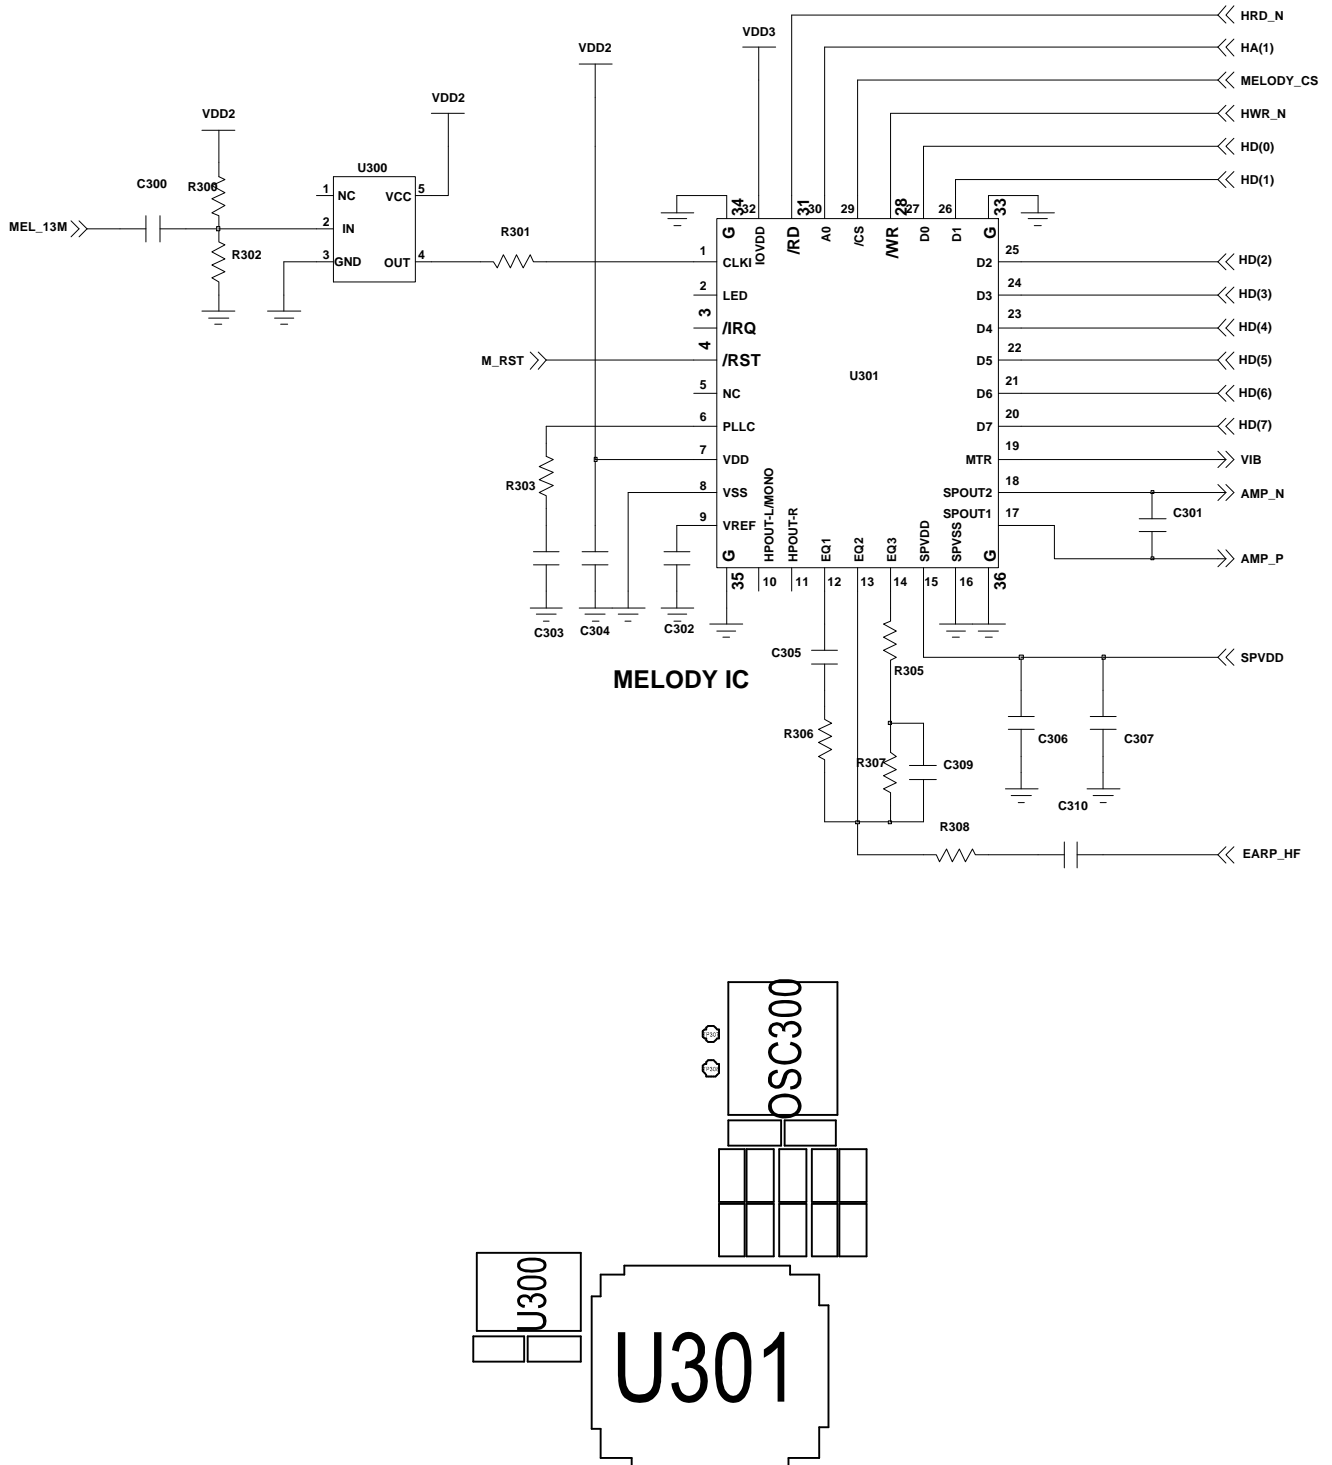 HRD_N
VDD3
HA(1)
VDD2
MELODY_CS
VDD2
HWR_N
VDD2
HD(0)
U300
HD(1)
C300
R300
1
NC
VCC
5
MEL_13M
2
IN
R302
3
GND
OUT
4
R301
34
32
31
30
29
28
27
26
33
G
IOVDD
/RD
A0
/CS
/WR
D0
D1
G
1
CLKI
D2
25
HD(2)
2
LED
D3
24
HD(3)
3
/IRQ
D4
23
HD(4)
M_RST
4
/RST
U301
D5
22
HD(5)
5
NC
D6
21
HD(6)
6
PLLC
D7
20
HD(7)
7
VDD
MTR
19
VIB
R303
8
VSS
SPOUT2
18
AMP_N
9
VREF
SPOUT1
17
C301
G
HPOUT-L/MONO
HPOUT-R
EQ1
EQ2
EQ3
SPVDD
SPVSS
G
AMP_P
35
10
11
12
13
14
15
16
36
C303
C304
C302
C305
R305
SPVDD
MELODY IC
R306
R307
C309
C306
C307
C310
R308
EARP_HF
OSC300
U300
U301